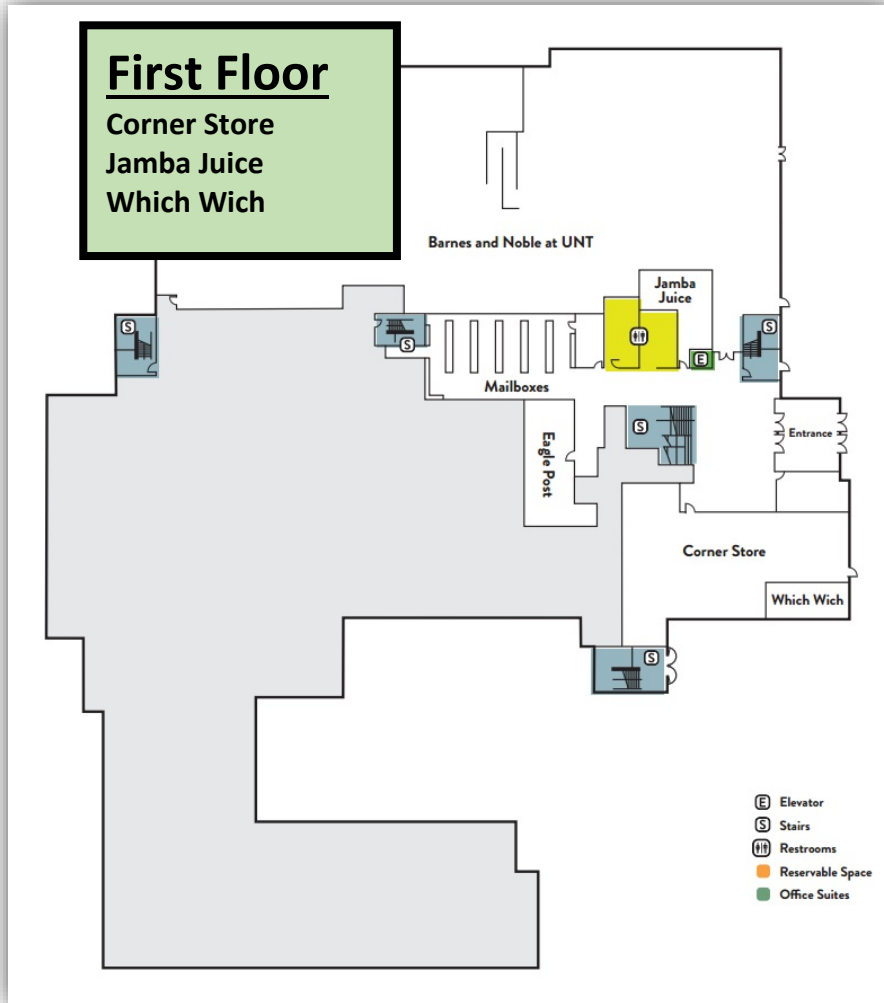 First Floor
Corner Store
Jamba Juice
Which Wich
Barnes and Noble at UNT
Jamba
Juice
S
S
S
E
Mailboxes
S
Entrance
Eagle Post
Corner Store
Which Wich
S
E Elevator
S Stairs
Restrooms
Reservable Space
Office Suites